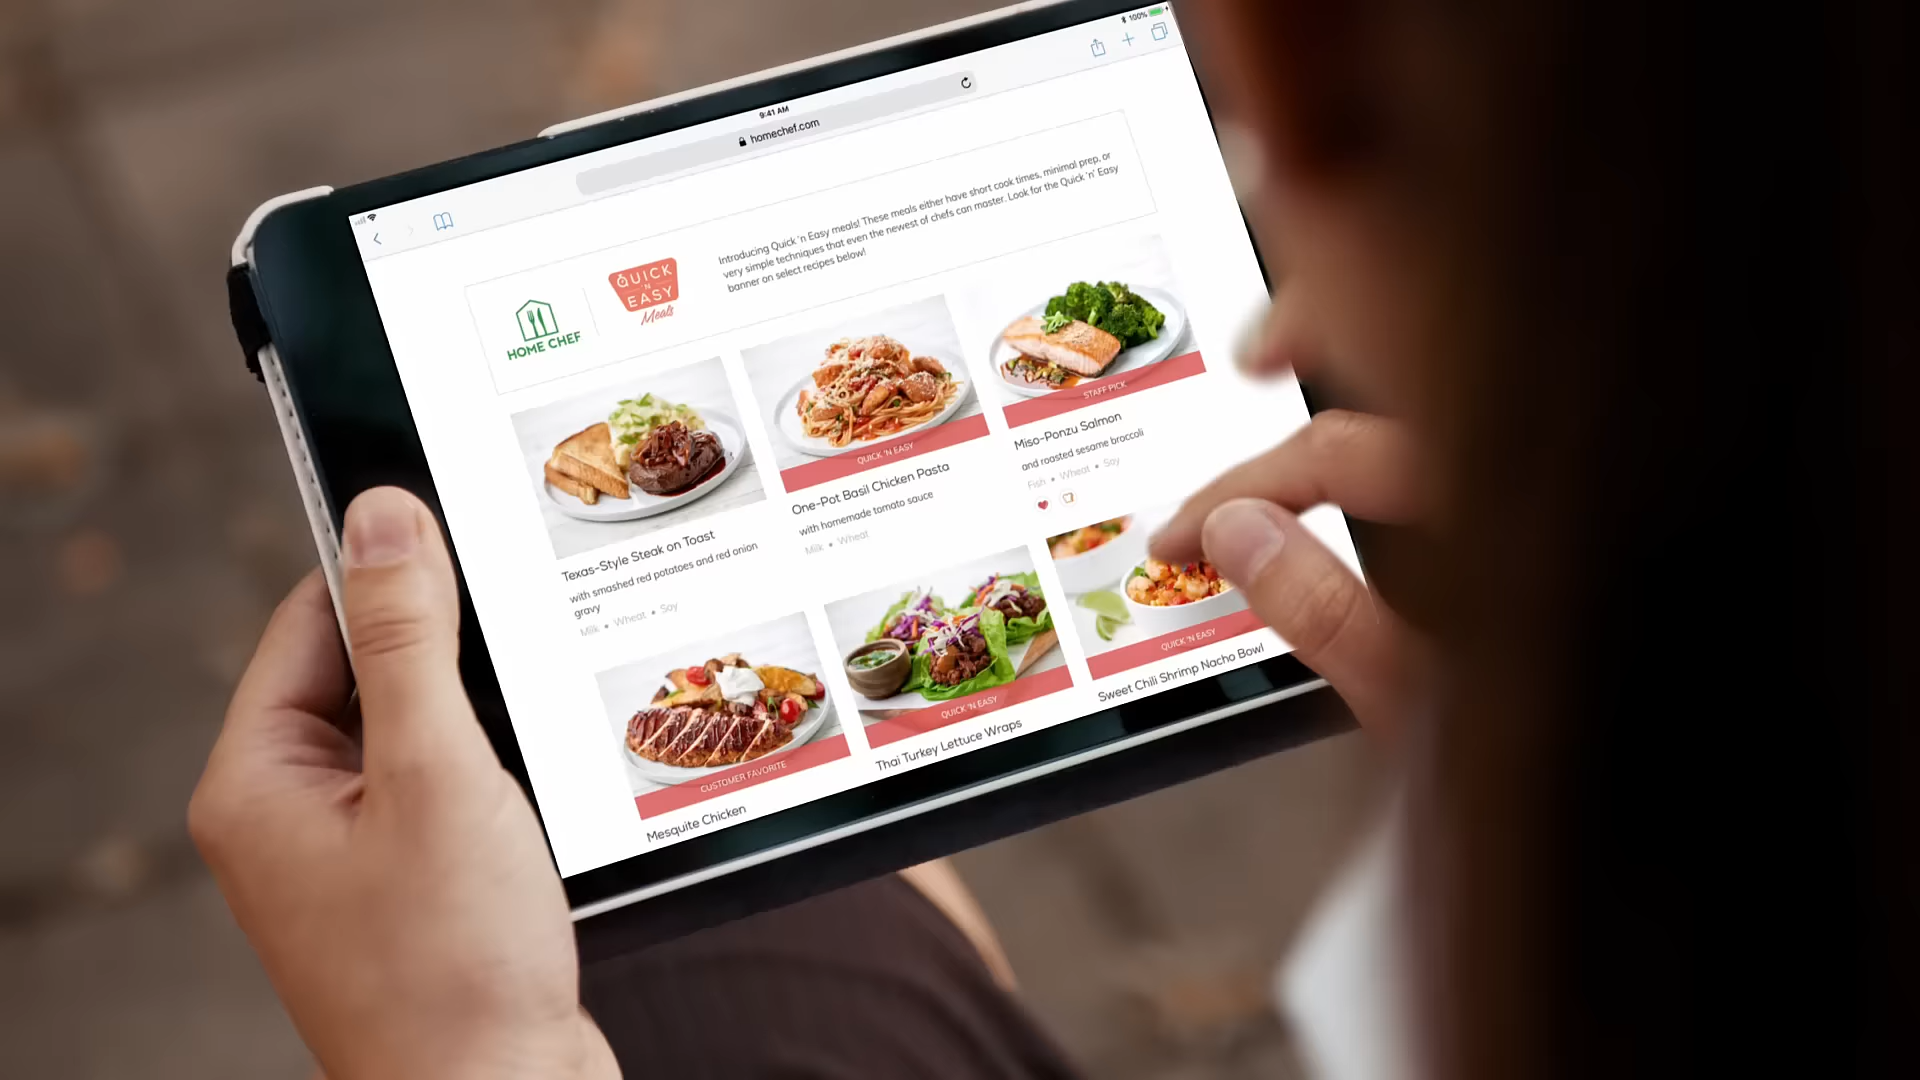 100%
9:41 AM
homechef.com
HOME CHEF
QUICK
'N
EASY
Meals
Introducing Quick 'n Easy meals! These meals either have short cook times, minimal prep, or
very simple techniques that even the newest of chefs can master. Look for the Quick 'n' Easy
banner on select recipes below!
Texas-Style Steak on Toast
with smashed red potatoes and red onion
gravy
Milk • Wheat • Soy
QUICK 'N EASY
One-Pot Basil Chicken Pasta
with homemade tomato sauce
Milk • Wheat
STAFF PICK
Miso-Ponzu Salmon
and roasted sesame broccoli
Fish • Wheat • Soy
CUSTOMER FAVORITE
Mesquite Chicken
QUICK 'N EASY
Thai Turkey Lettuce Wraps
QUICK 'N EASY
Sweet Chili Shrimp Nacho Bowl